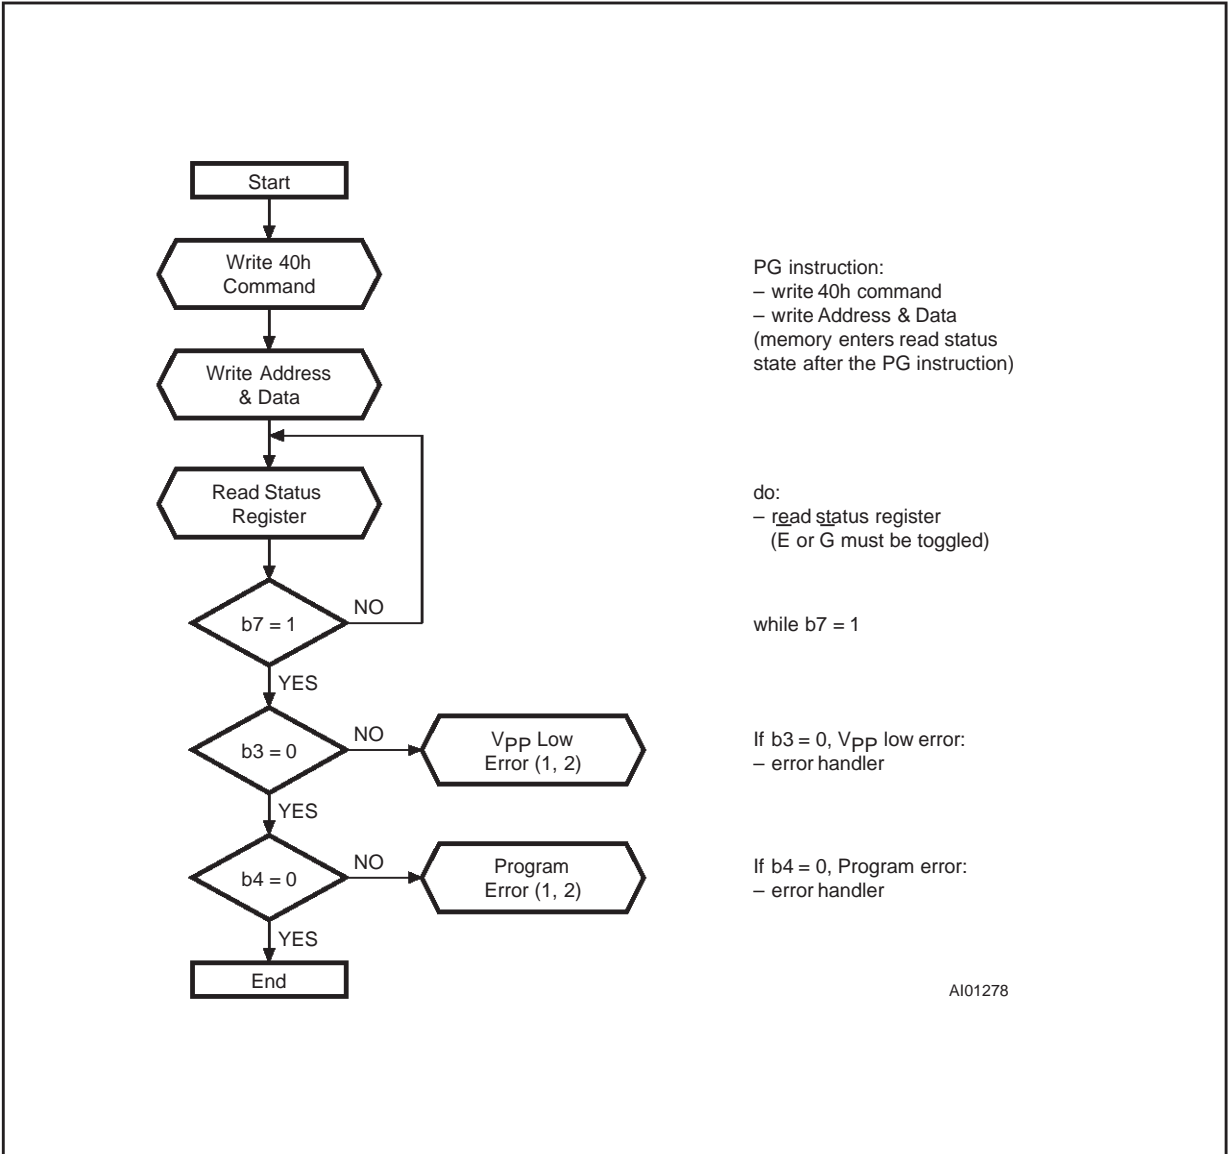 Start
Write 40h
Command
PG instruction:
– write 40h command
– write Address & Data
(memory enters read status
state after the PG instruction)
Write Address
& Data
Read Status
Register
do:
– read status register
(E̅ or G̅ must be toggled)
b7 = 1
NO
while b7 = 1
YES
b3 = 0
NO
VPP Low
Error (1, 2)
If b3 = 0, VPP low error:
– error handler
YES
b4 = 0
NO
Program
Error (1, 2)
If b4 = 0, Program error:
– error handler
YES
End
AI01278